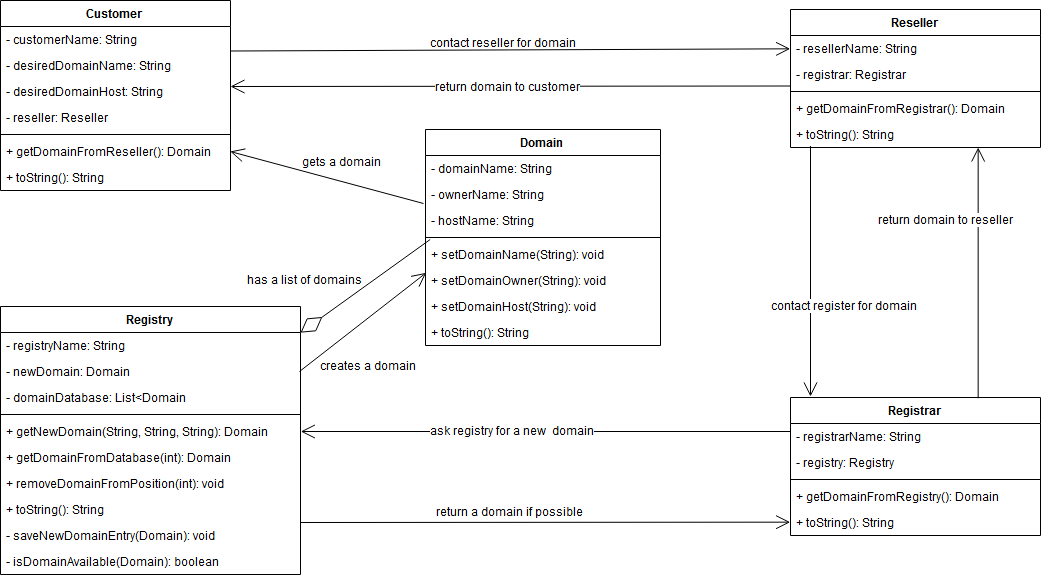 Customer
- customerName: String
- desiredDomainName: String
- desiredDomainHost: String
- reseller: Reseller
+ getDomainFromReseller(): Domain
+ toString(): String
contact reseller for domain
return domain to customer
Reseller
- resellerName: String
- registrar: Registrar
+ getDomainFromRegistrar(): Domain
+ toString(): String
gets a domain
Domain
- domainName: String
- ownerName: String
- hostName: String
+ setDomainName(String): void
+ setDomainOwner(String): void
+ setDomainHost(String): void
+ toString(): String
return domain to reseller
has a list of domains
contact register for domain
creates a domain
Registry
- registryName: String
- newDomain: Domain
- domainDatabase: List<Domain
+ getNewDomain(String, String, String): Domain
+ getDomainFromDatabase(int): Domain
+ removeDomainFromPosition(int): void
+ toString(): String
- saveNewDomainEntry(Domain): void
- isDomainAvailable(Domain): boolean
ask registry for a new  domain
return a domain if possible
Registrar
- registrarName: String
- registry: Registry
+ getDomainFromRegistry(): Domain
+ toString(): String